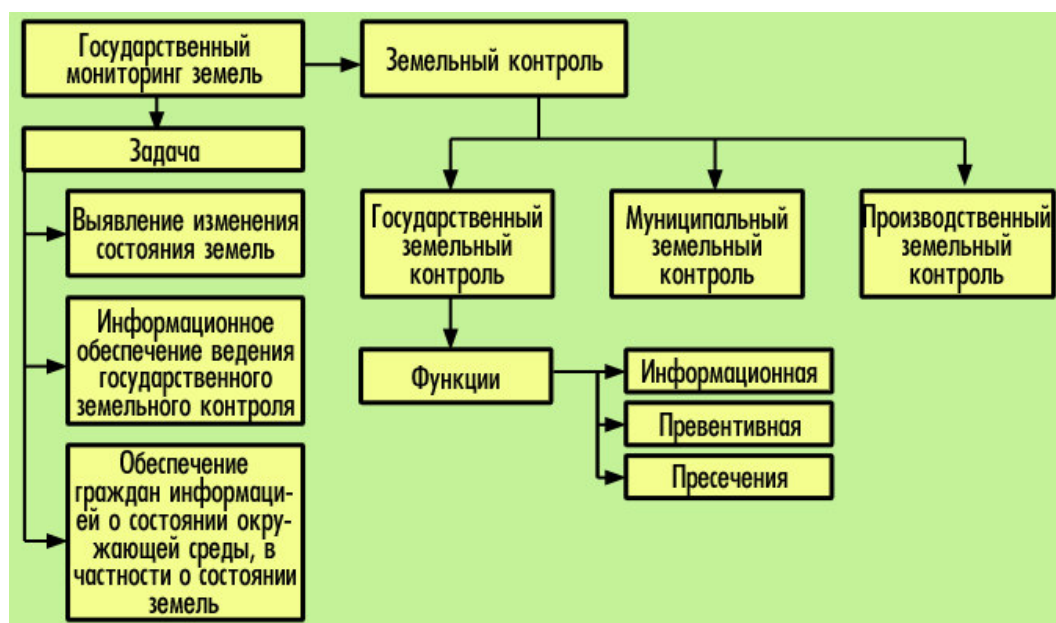 Государственный
мониторинг земель
Земельный контроль
Задача
Выявление изменения
состояния земель
Информационное
обеспечение ведения
государственного
земельного контроля
Обеспечение
граждан информаци-
ей о состоянии окру-
жающей среды, в
частности о состоянии
земель
Государственный
земельный
контроль
Муниципальный
земельный
контроль
Производственный
земельный
контроль
Функции
Информационная
Превентивная
Пресечения